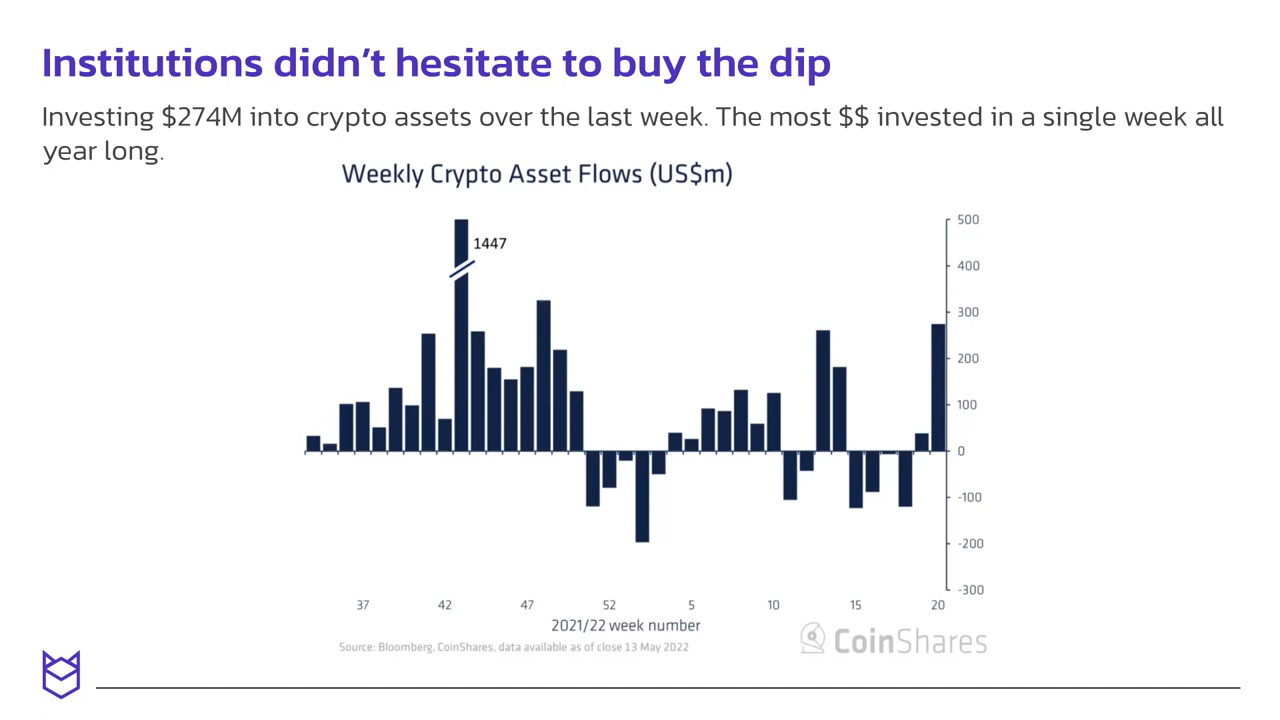 Institutions didn’t hesitate to buy the dip
Investing $274M into crypto assets over the last week. The most $$ invested in a single week all
year long.
Weekly Crypto Asset Flows (US$m)
1447
500
400
300
200
100
0
-100
-200
-300
37 42 47 52 5 10 15 20
2021/22 week number
Source: Bloomberg, CoinShares, data available as of close 13 May 2022
CoinShares